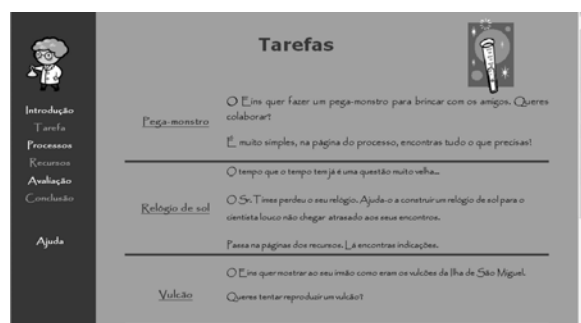 Tarefas
Introdução
Tarefa
Processos
Recursos
Avaliação
Conclusão
Ajuda
Pega-monstro
O Eins quer fazer um pega-monstro para brincar com os amigos. Queres
colaborar?
É muito simples, na página do processo, encontras tudo o que precisas!
Relógio de sol
O tempo que o tempo tem já é uma questão muito velha...
O Sr. Times perdeu o seu relógio. Ajuda-o a construir um relógio de sol para o
cientista louco não chegar atrasado aos seus encontros.
Passa na páginas dos recursos. Lá encontras indicações.
Vulcão
O Eins quer mostrar ao seu irmão como eram os vulcões da Ilha de São Miguel.
Queres tentar reproduzir um vulcão?